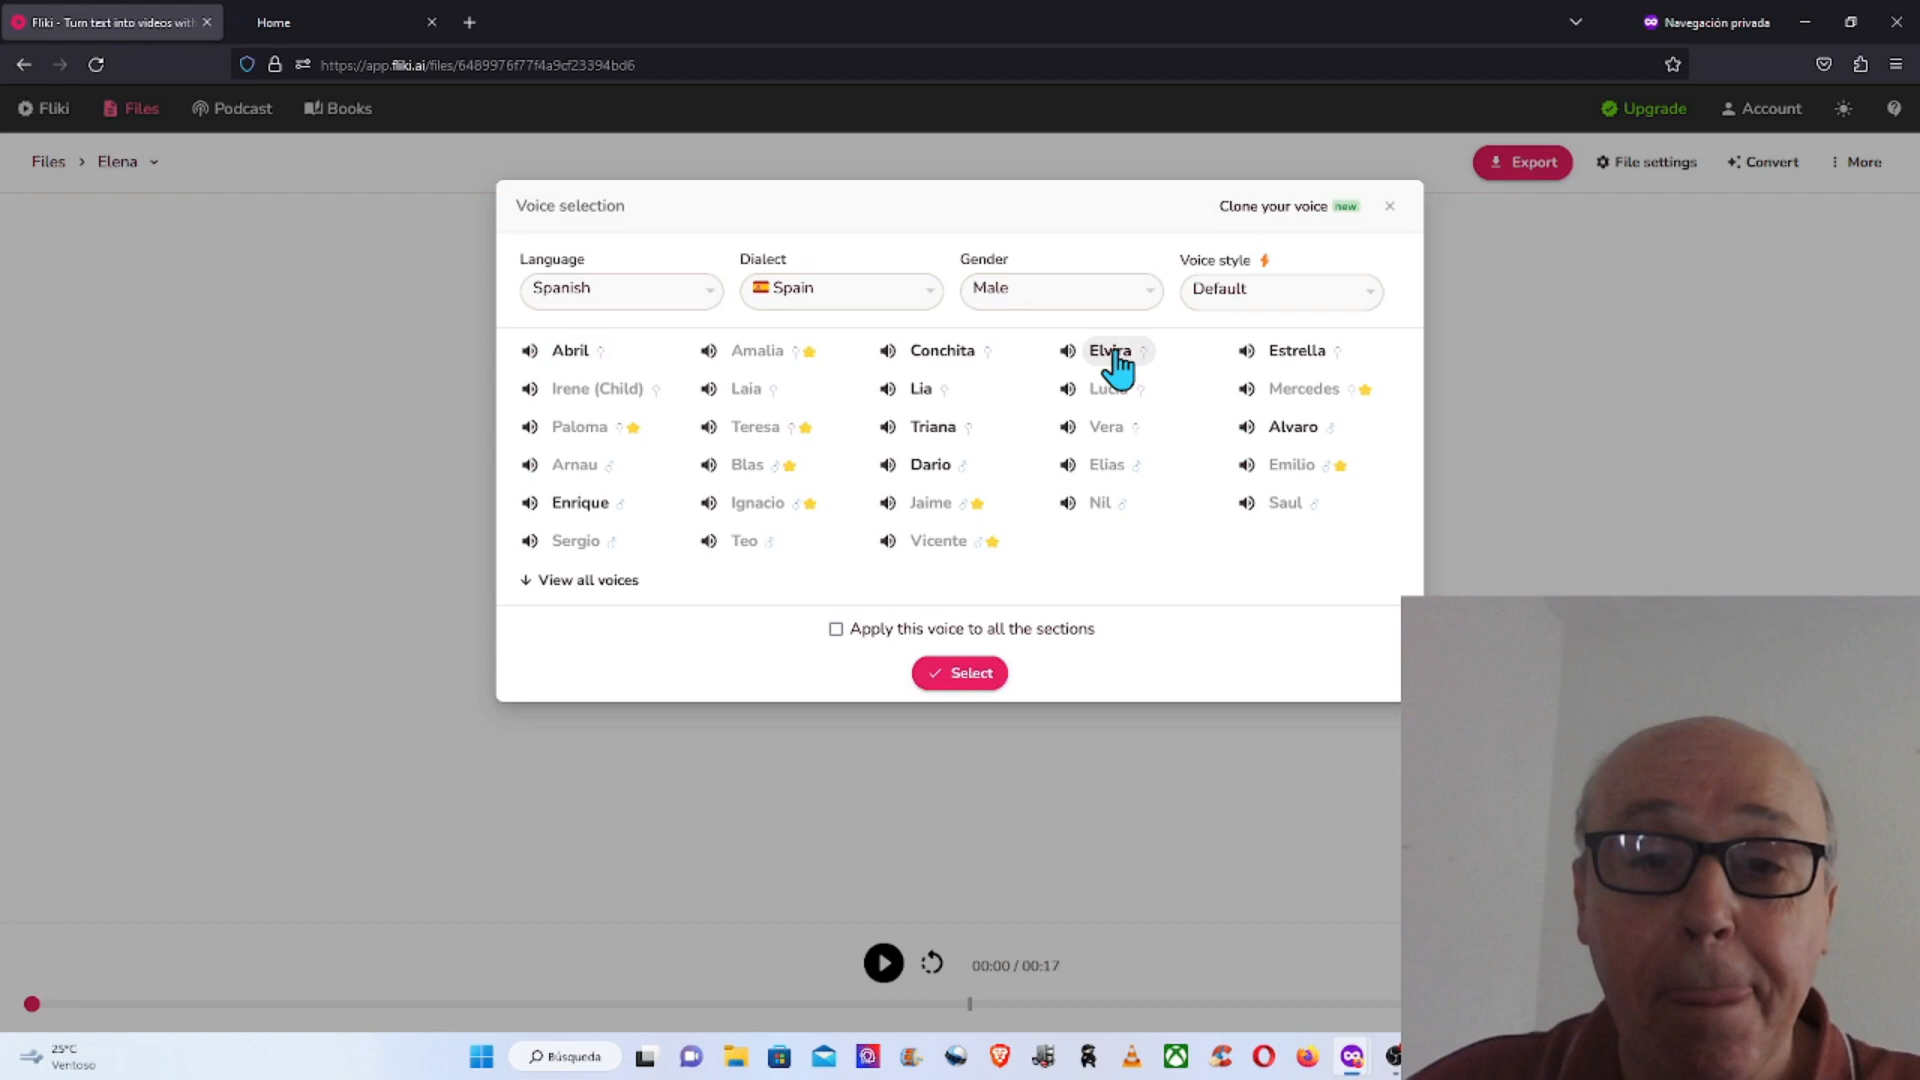 Fliki - Turn text into videos with
Home
Navegación privada
https://app.fliki.ai/files/6489976f77f4a9cf23394bd6
Fliki
Files
Podcast
Books
Upgrade
Account
Files > Elena
Export
File settings
Convert
More
Voice selection
Clone your voice new
Language
Dialect
Gender
Voice style
Spanish
Spain
Male
Default
Abril
Amalia
Conchita
Elvira
Estrella
Irene (Child)
Laia
Lia
Lucia
Mercedes
Paloma
Teresa
Triana
Vera
Alvaro
Arnau
Blas
Dario
Elias
Emilio
Enrique
Ignacio
Jaime
Nil
Saul
Sergio
Teo
Vicente
View all voices
Apply this voice to all the sections
Select
00:00 / 00:17
25°C
Ventoso
Búsqueda